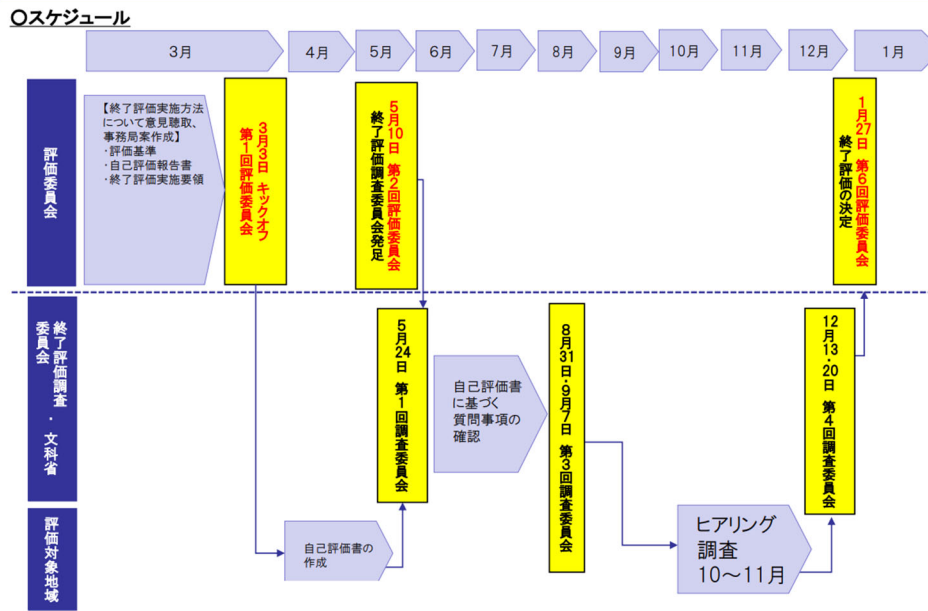 〇スケジュール
3月
4月
5月
6月
7月
8月
9月
10月
11月
12月
1月
評価委員会
【終了評価実施方法
について意見聴取、
事務局案作成】
・評価基準
・自己評価報告書
・終了評価実施要領
3月3日 キックオフ
第1回評価委員会
5月10日 第2回評価委員会
終了評価調査委員会発足
1月27日 第6回評価委員会
終了評価の決定
終了評価調査・文科省
委員会
5月24日 第1回調査委員会
自己評価書
に基づく
質問事項の
確認
8月31日・9月7日 第3回調査委員会
12月13・20日 第4回調査委員会
評価対象地域
自己評価書の
作成
ヒアリング
調査
10～11月